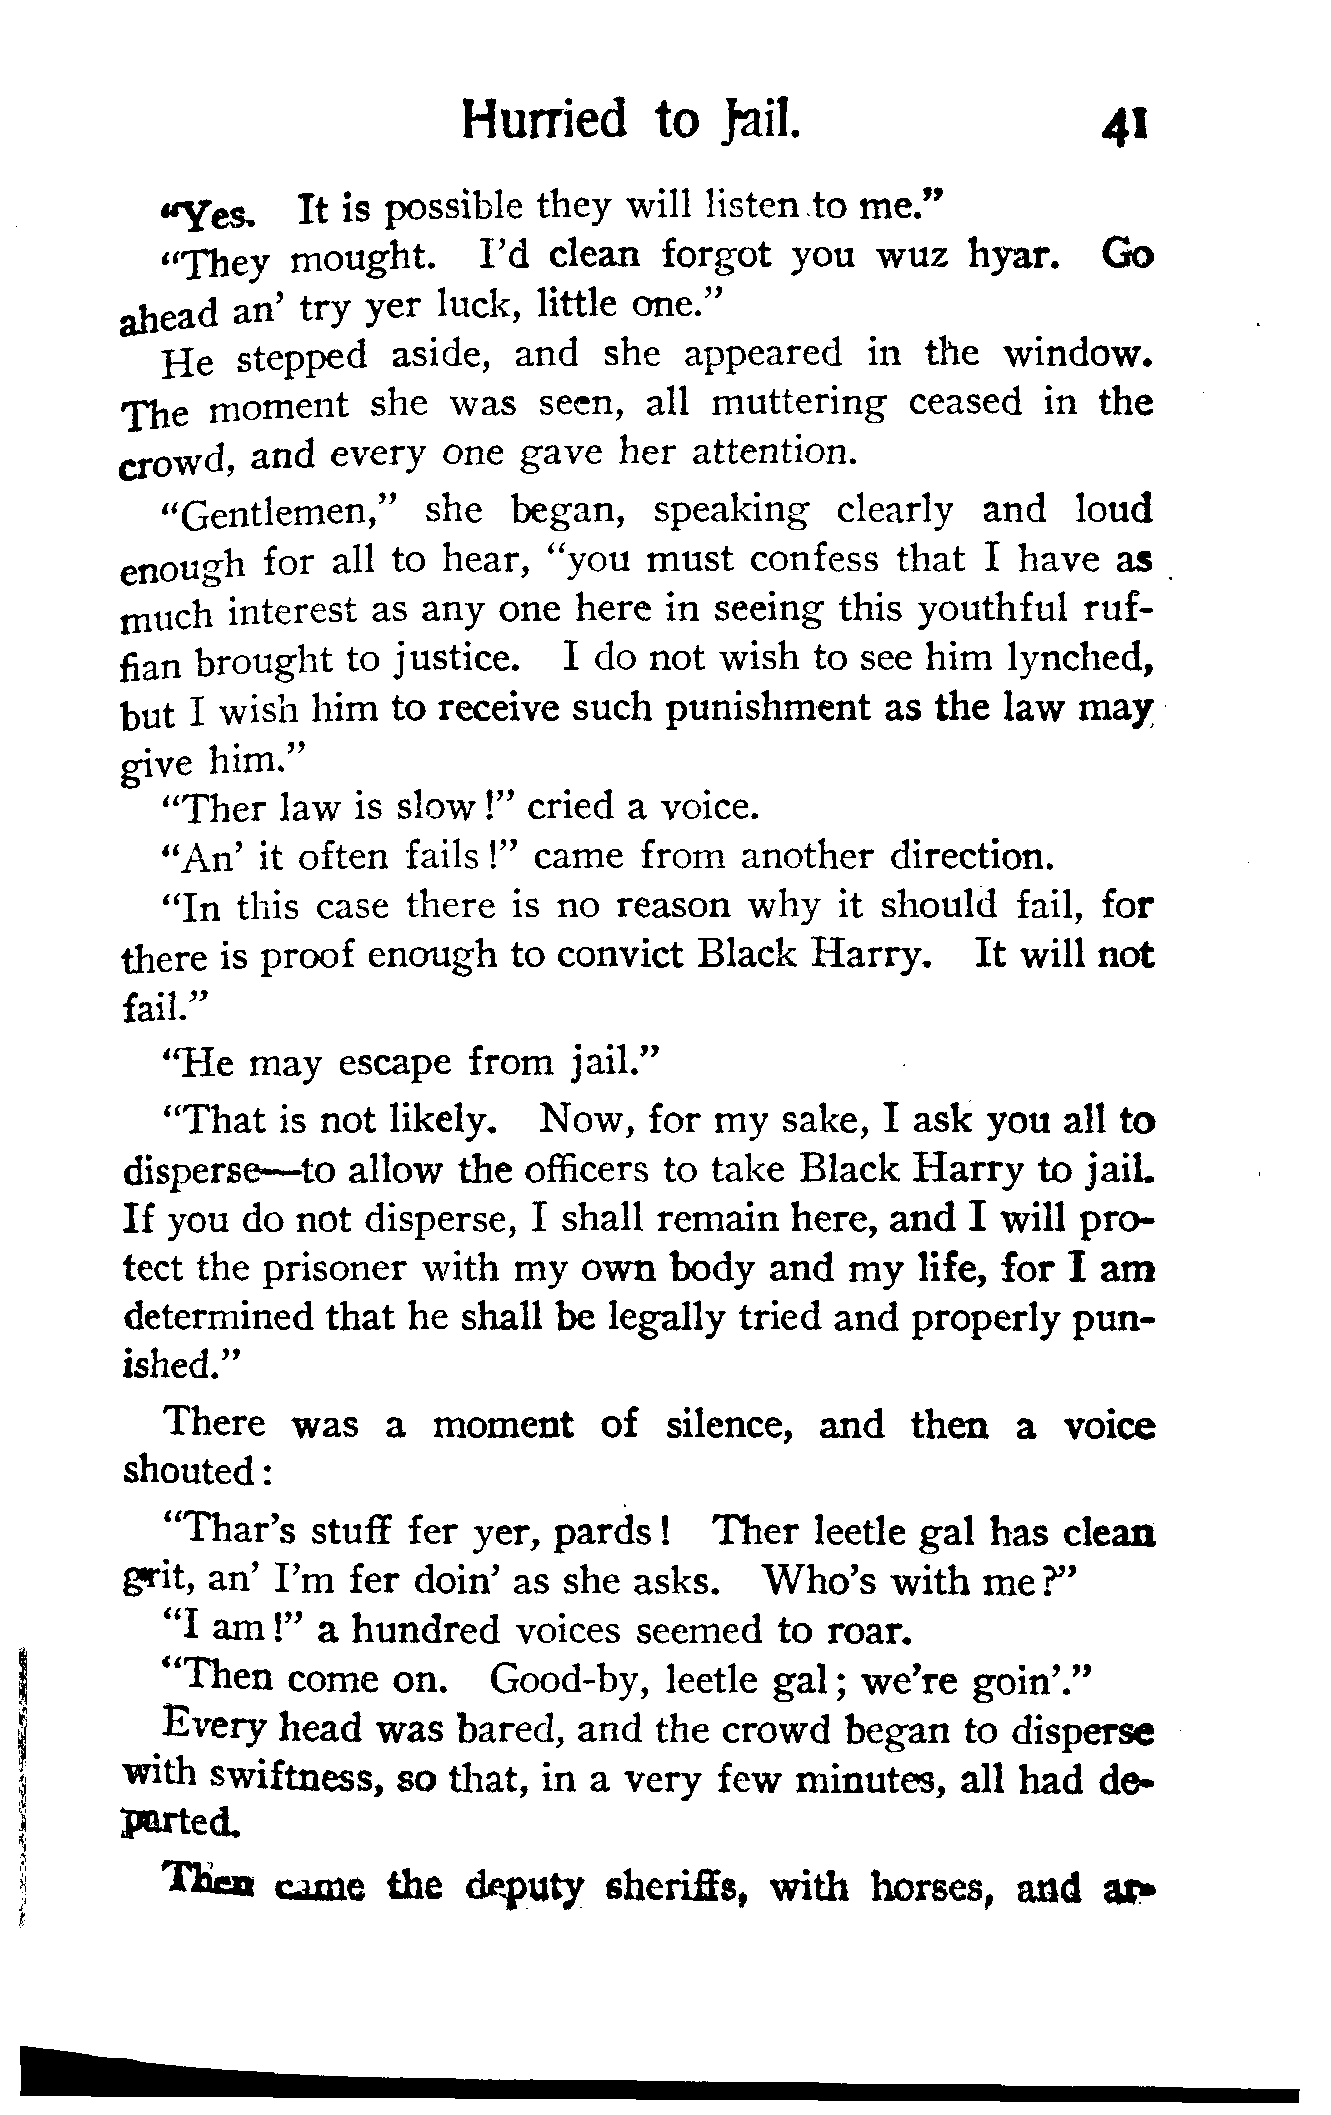 Hurried to Jail. 41
“Yes. It is possible they will listen to me.”
“They mought. I’d clean forgot you wuz hyar. Go
ahead an’ try yer luck, little one.”
He stepped aside, and she appeared in the window.
The moment she was seen, all muttering ceased in the
crowd, and every one gave her attention.
“Gentlemen,” she began, speaking clearly and loud
enough for all to hear, “you must confess that I have as
much interest as any one here in seeing this youthful ruf-
fian brought to justice. I do not wish to see him lynched,
but I wish him to receive such punishment as the law may
give him.”
“Ther law is slow!” cried a voice.
“An’ it often fails!” came from another direction.
“In this case there is no reason why it should fail, for
there is proof enough to convict Black Harry. It will not
fail.”
“He may escape from jail.”
“That is not likely. Now, for my sake, I ask you all to
disperse—to allow the officers to take Black Harry to jail.
If you do not disperse, I shall remain here, and I will pro-
tect the prisoner with my own body and my life, for I am
determined that he shall be legally tried and properly pun-
ished.”
There was a moment of silence, and then a voice
shouted:
“Thar’s stuff fer yer, pards! Ther leetle gal has clean
grit, an’ I’m fer doin’ as she asks. Who’s with me?”
“I am!” a hundred voices seemed to roar.
“Then come on. Good-by, leetle gal; we’re goin’.”
Every head was bared, and the crowd began to disperse
with swiftness, so that, in a very few minutes, all had de-
parted.
Then came the deputy sheriffs, with horses, and ar-